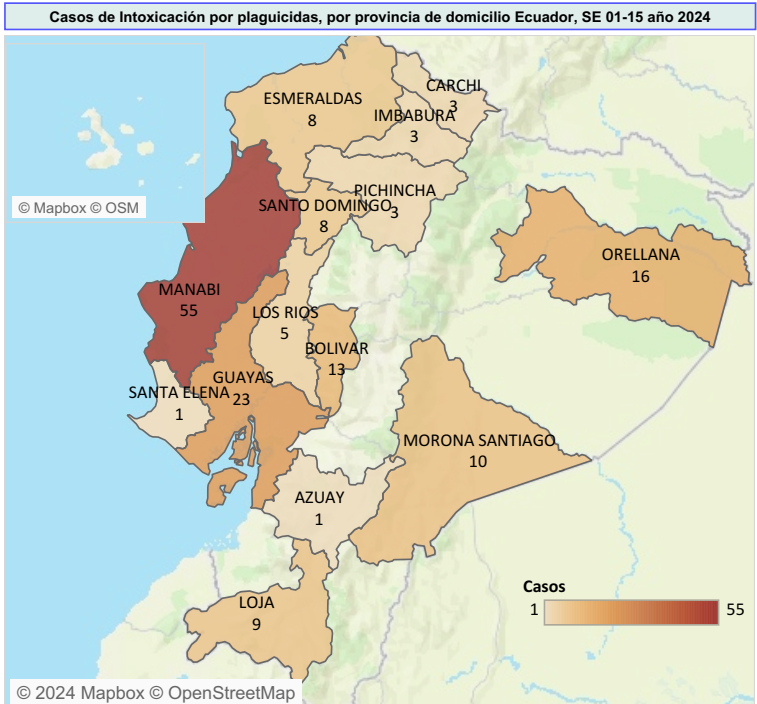 Casos de Intoxicación por plaguicidas, por provincia de domicilio Ecuador, SE 01-15 año 2024
CARCHI
3
ESMERALDAS
8
IMBABURA
3
PICHINCHA
3
SANTO DOMINGO
8
© Mapbox © OSM
ORELLANA
16
MANABI
55
LOS RIOS
5
BOLIVAR
13
GUAYAS
23
SANTA ELENA
1
MORONA SANTIAGO
10
AZUAY
1
Casos
1 55
LOJA
9
© 2024 Mapbox © OpenStreetMap